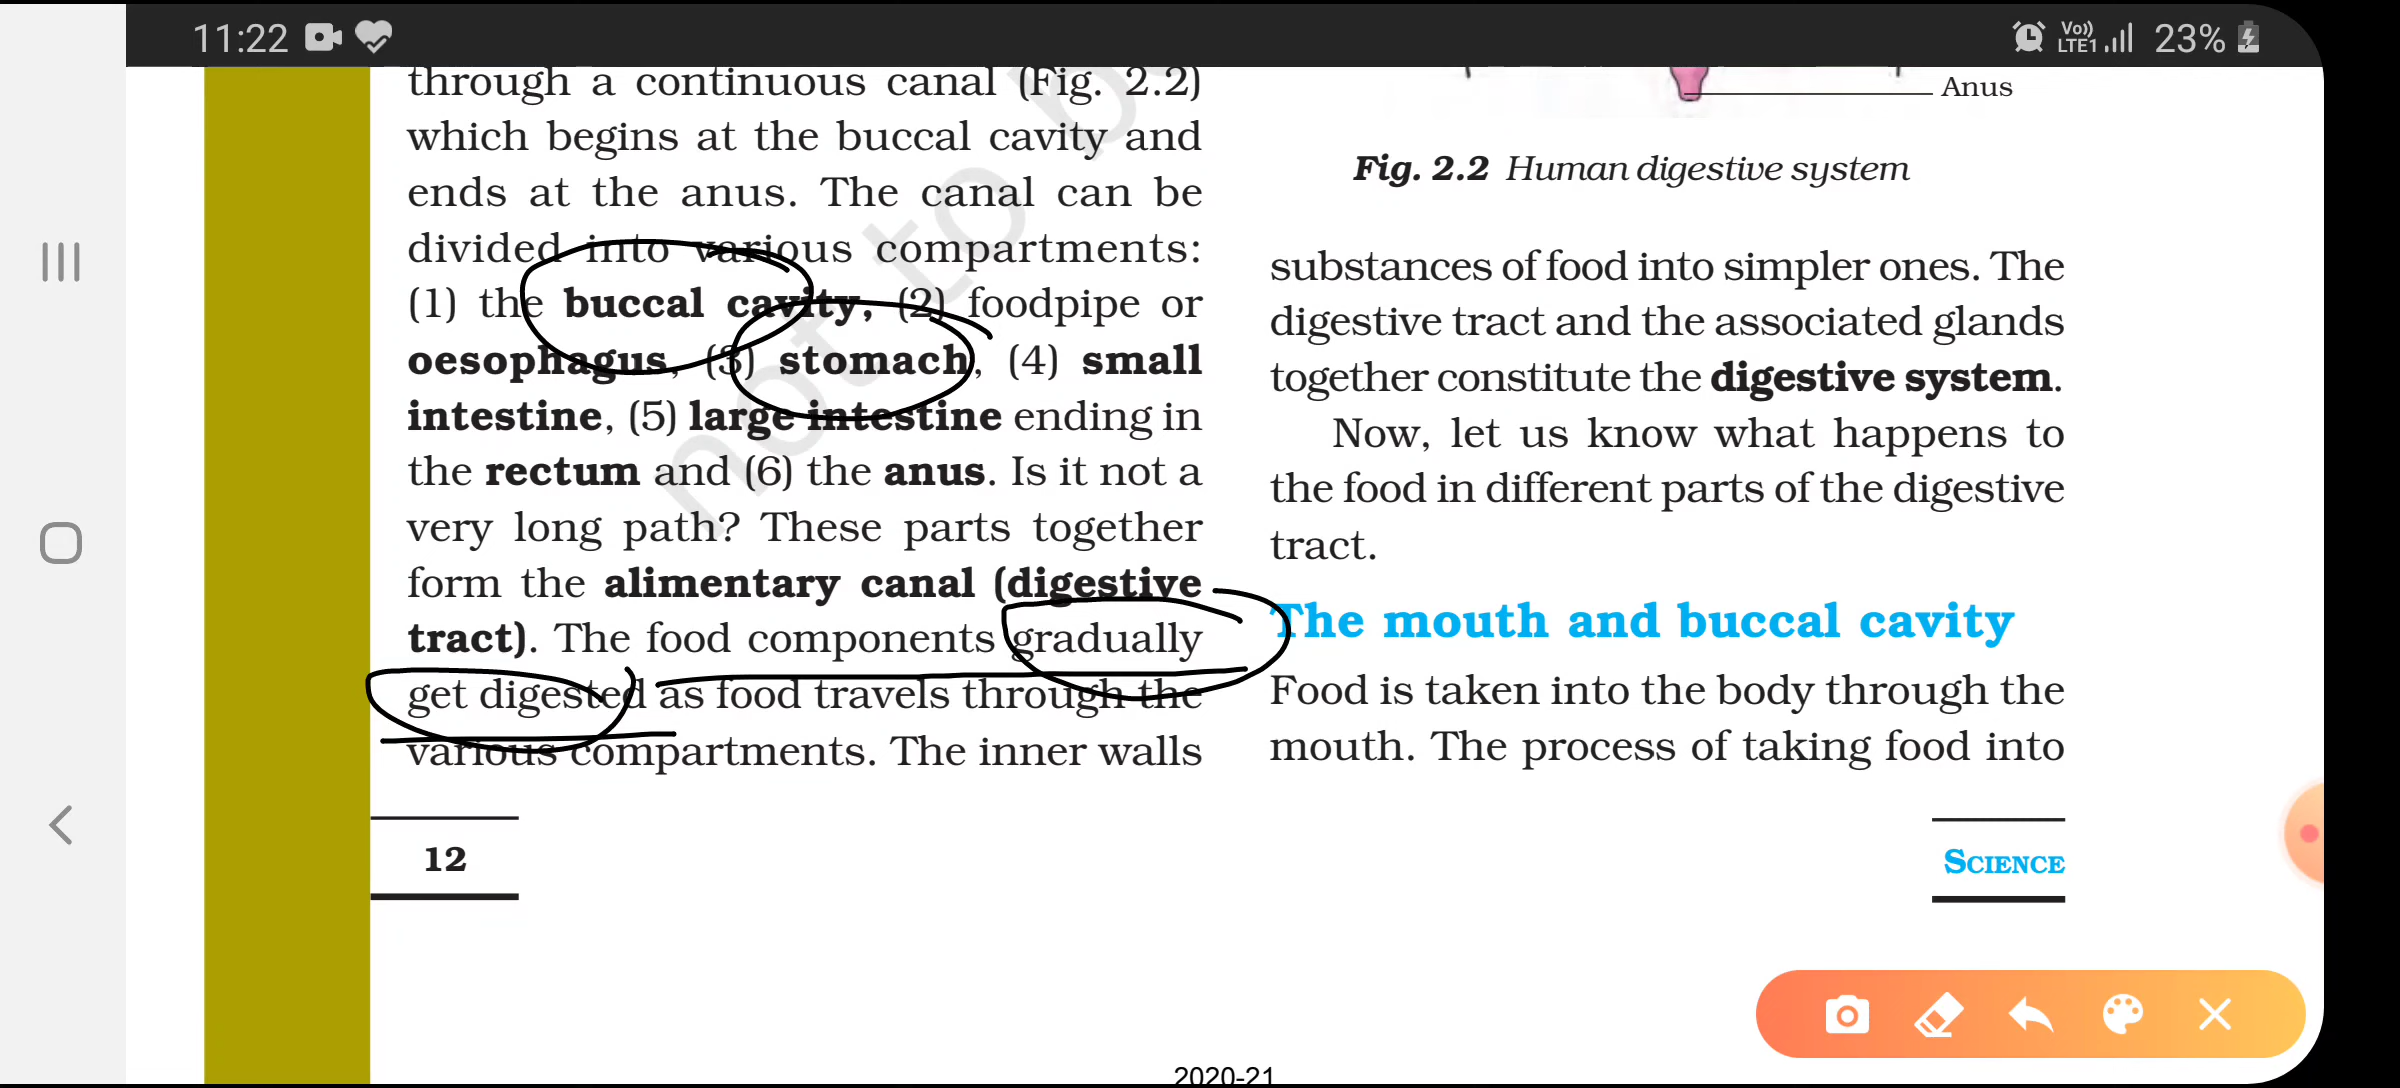 11:22
Vo)) LTE1 23%
through a continuous canal (Fig. 2.2)
which begins at the buccal cavity and
ends at the anus. The canal can be
divided into various compartments:
(1) the buccal cavity, (2) foodpipe or
oesophagus, (3) stomach, (4) small
intestine, (5) large intestine ending in
the rectum and (6) the anus. Is it not a
very long path? These parts together
form the alimentary canal (digestive
tract). The food components gradually
get digested as food travels through the
various compartments. The inner walls
12
Anus
Fig. 2.2 Human digestive system
substances of food into simpler ones. The
digestive tract and the associated glands
together constitute the digestive system.
Now, let us know what happens to
the food in different parts of the digestive
tract.
The mouth and buccal cavity
Food is taken into the body through the
mouth. The process of taking food into
SCIENCE
2020-21
not to b